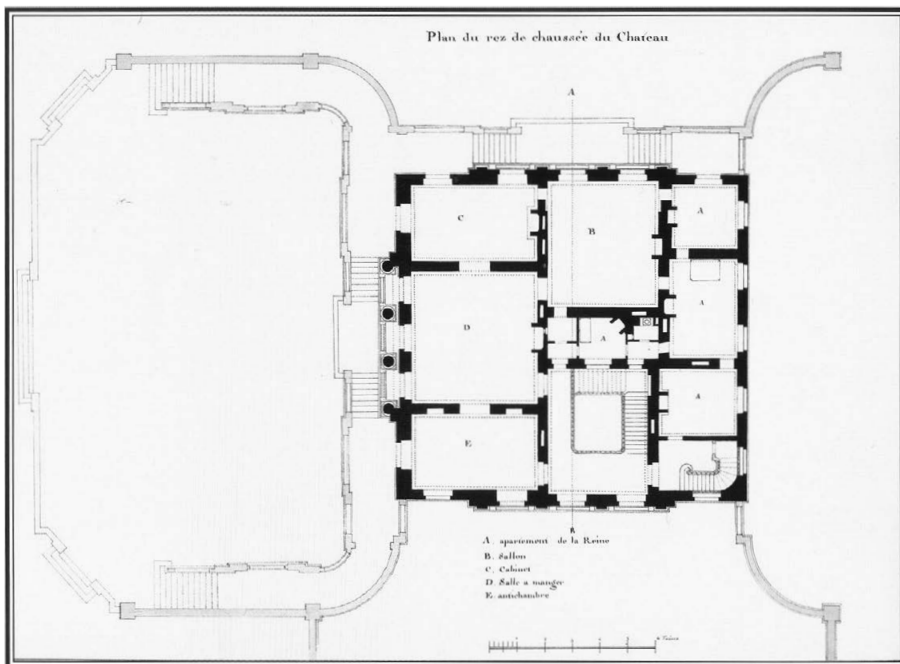 Plan du rez de chaussée du Chateau
A
C
B
A
A
D
A
A
E
A. apartement de la Reine
B. Sallon
C. Cabinet
D. Salle a manger
E. antichambre